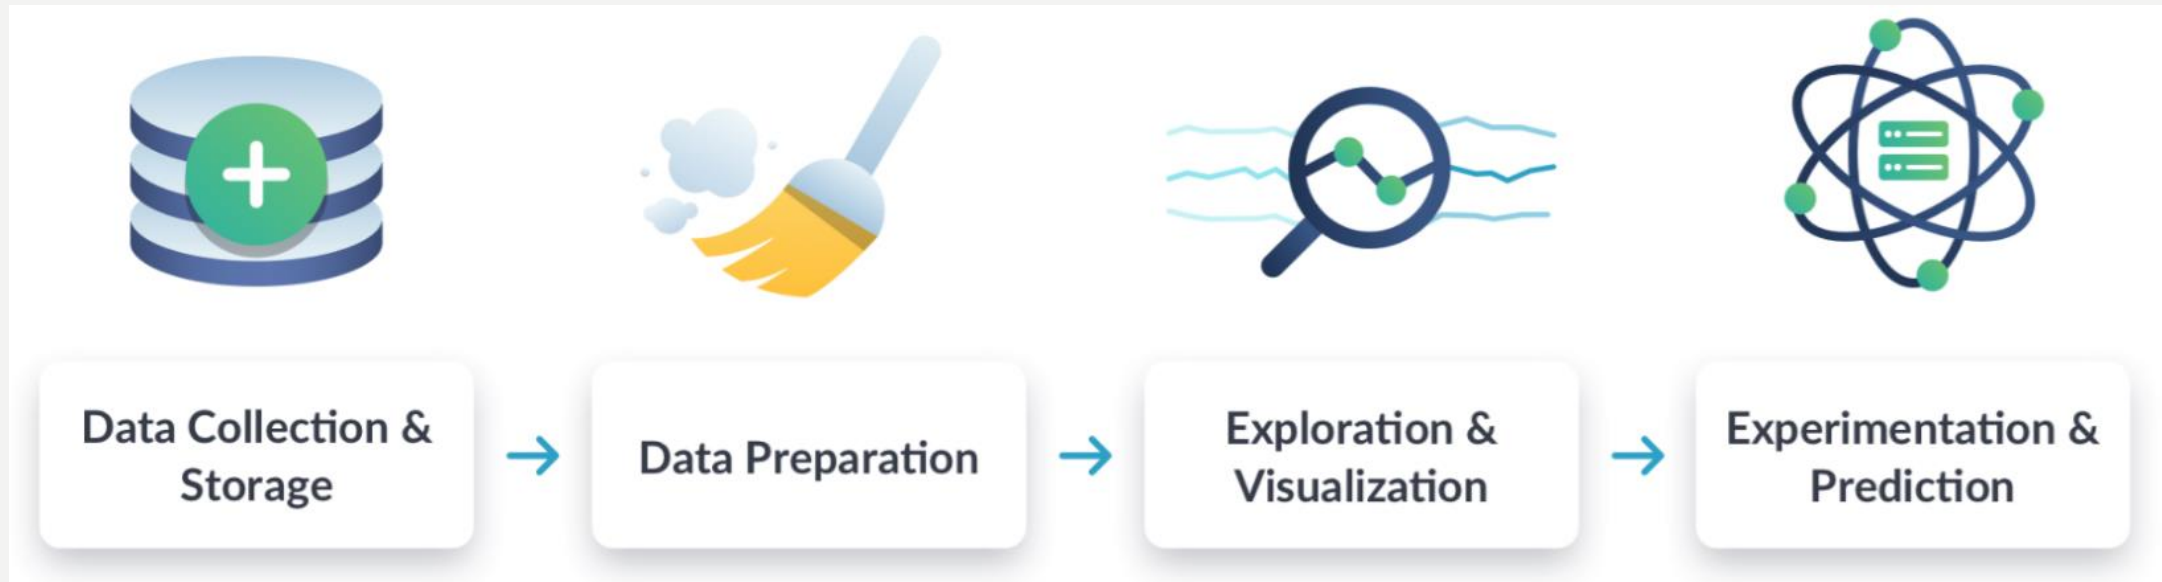 Data Collection &
Storage
Data Preparation
Exploration &
Visualization
Experimentation &
Prediction